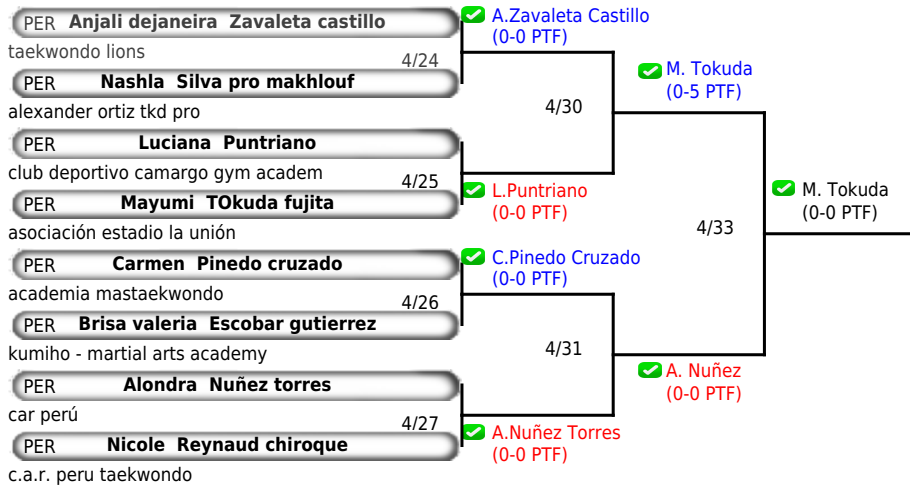 PER Anjali dejaneira Zavaleta castillo
taekwondo lions
4/24
PER Nashla Silva pro makhlouf
alexander ortiz tkd pro
PER Luciana Puntriano
club deportivo camargo gym academ
4/25
PER Mayumi TOkuda fujita
asociación estadio la unión
PER Carmen Pinedo cruzado
academia mastaekwondo
4/26
PER Brisa valeria Escobar gutierrez
kumiho - martial arts academy
PER Alondra Nuñez torres
car perú
4/27
PER Nicole Reynaud chiroque
c.a.r. peru taekwondo
A.Zavaleta Castillo
(0-0 PTF)
4/30
L.Puntriano
(0-0 PTF)
C.Pinedo Cruzado
(0-0 PTF)
4/31
A.Nuñez Torres
(0-0 PTF)
M. Tokuda
(0-5 PTF)
4/33
A. Nuñez
(0-0 PTF)
M. Tokuda
(0-0 PTF)